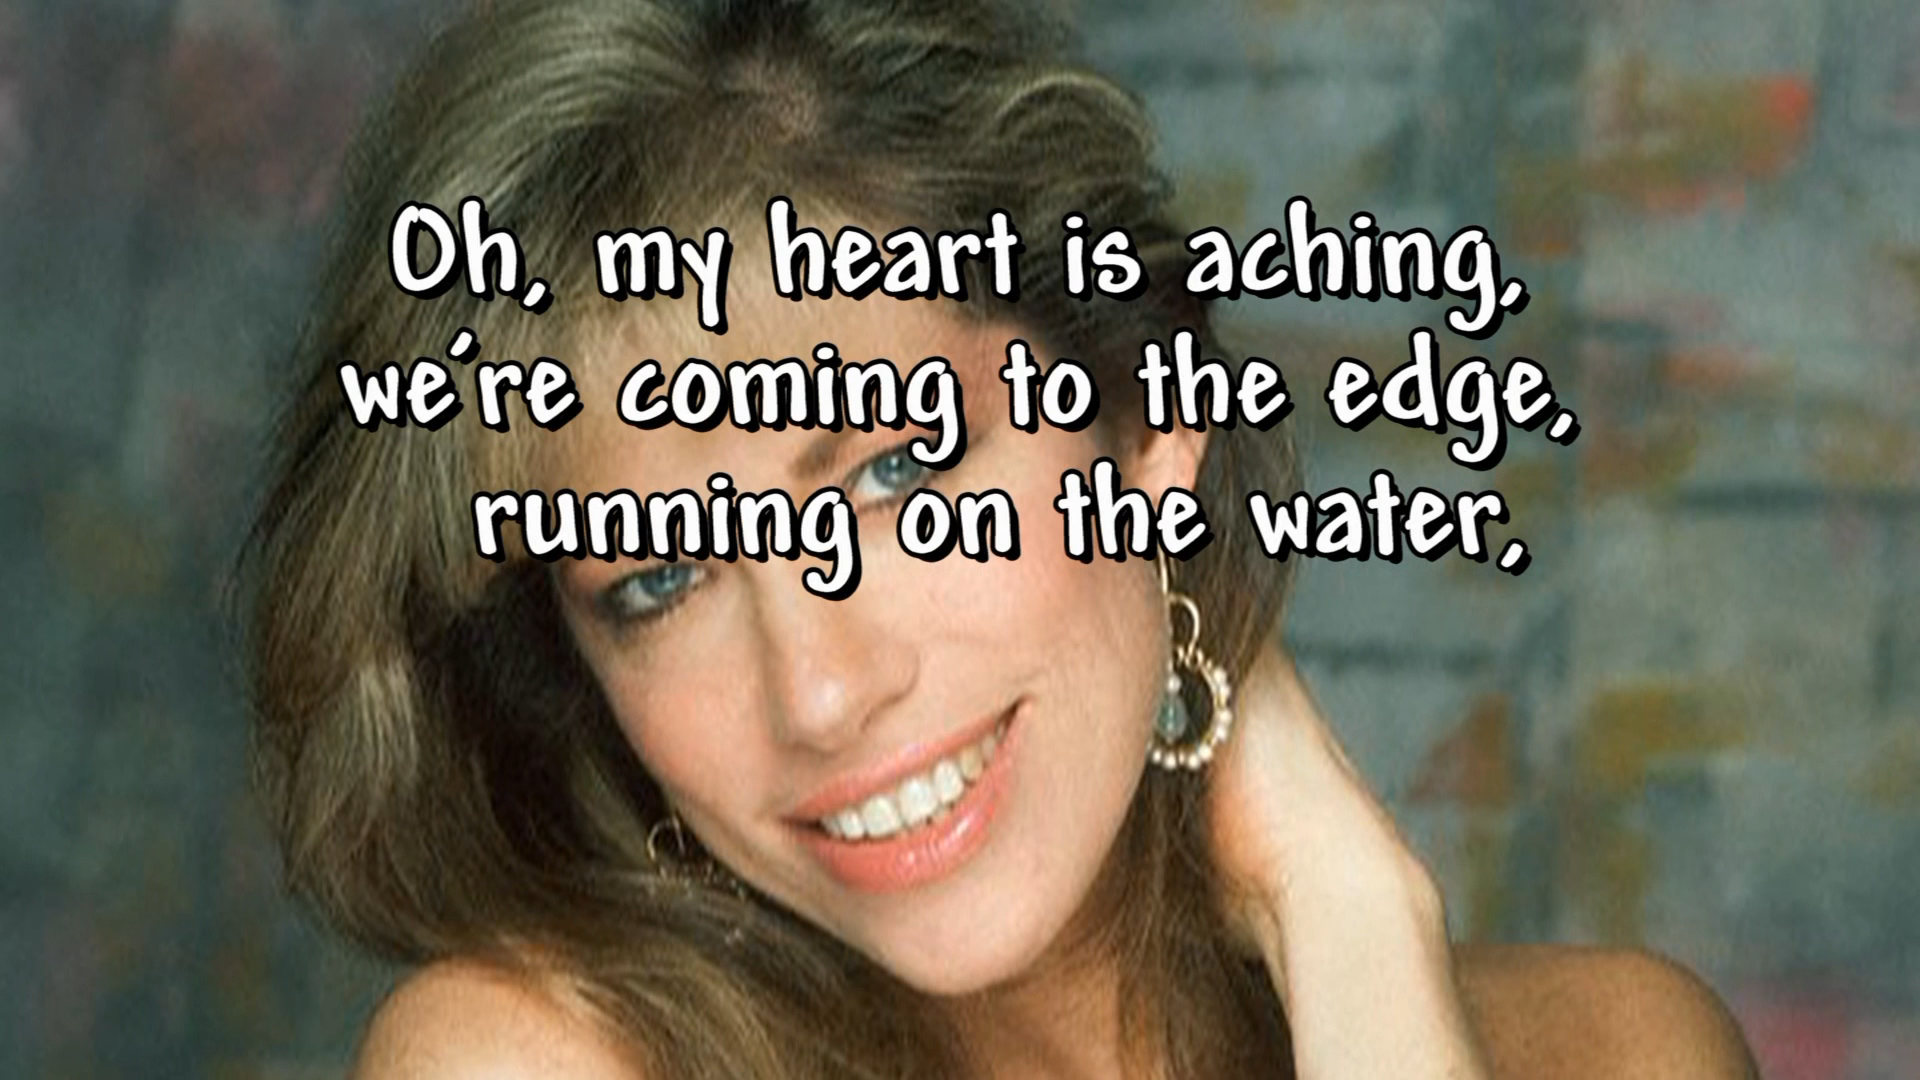 Oh, my heart is aching,
we're coming to the edge,
running on the water,